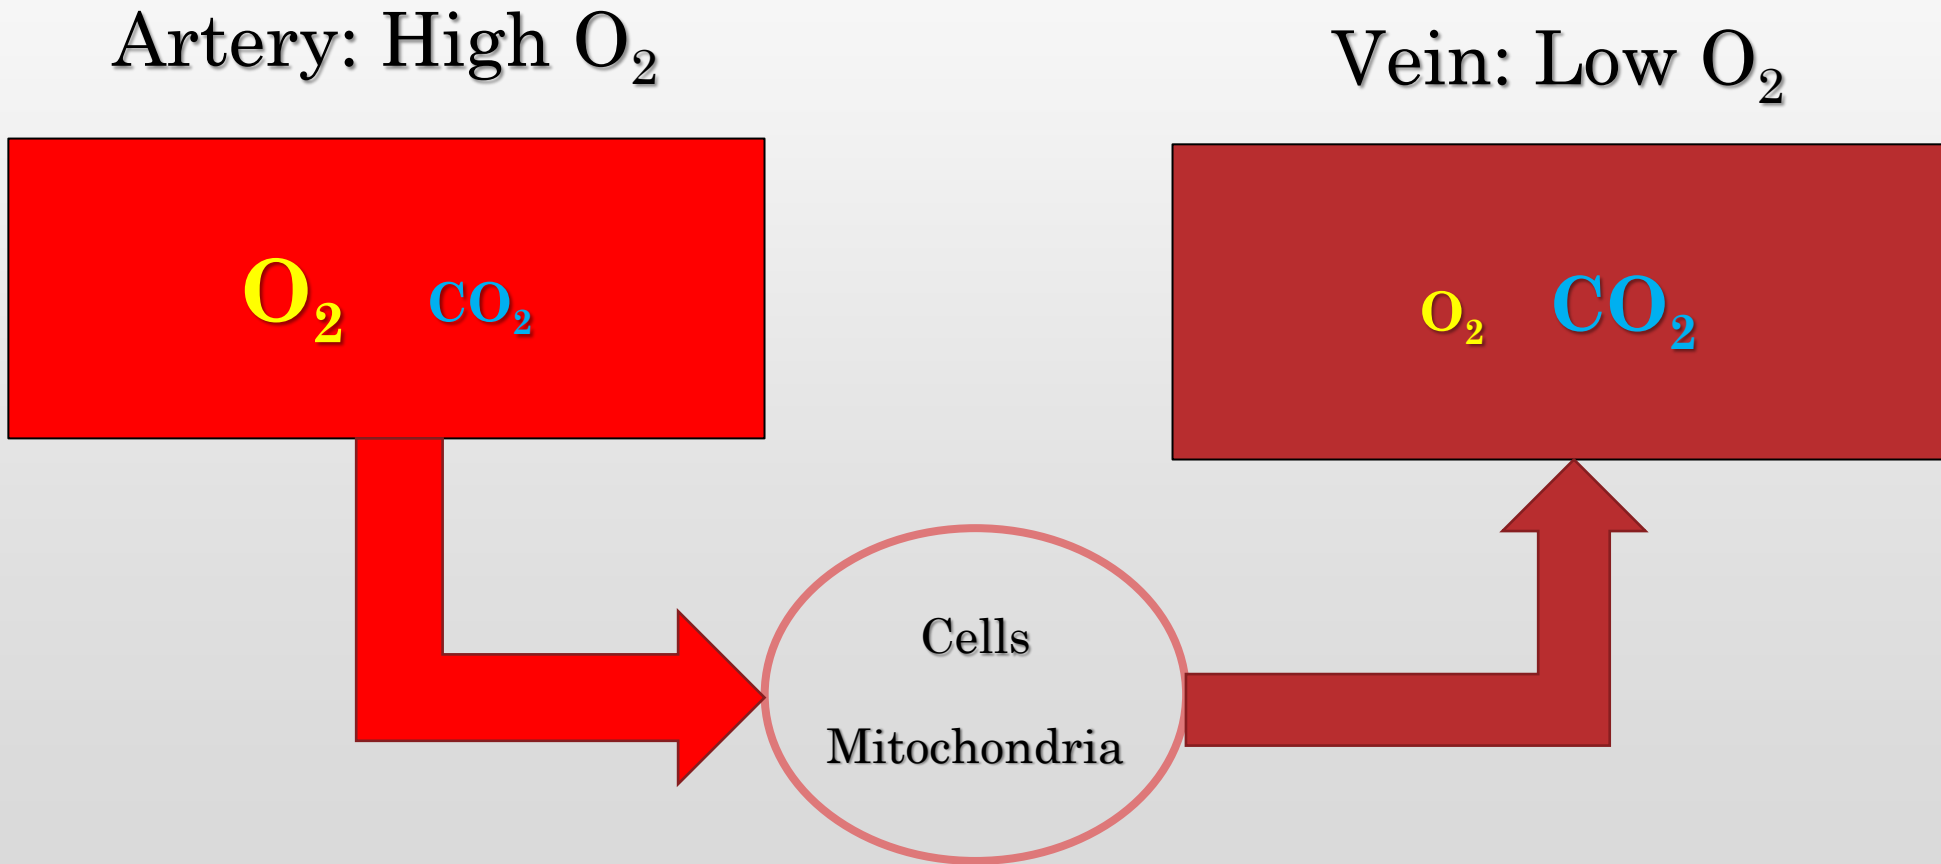 Artery: High O₂
Vein: Low O₂
O₂ CO₂
O₂ CO₂
Cells
Mitochondria